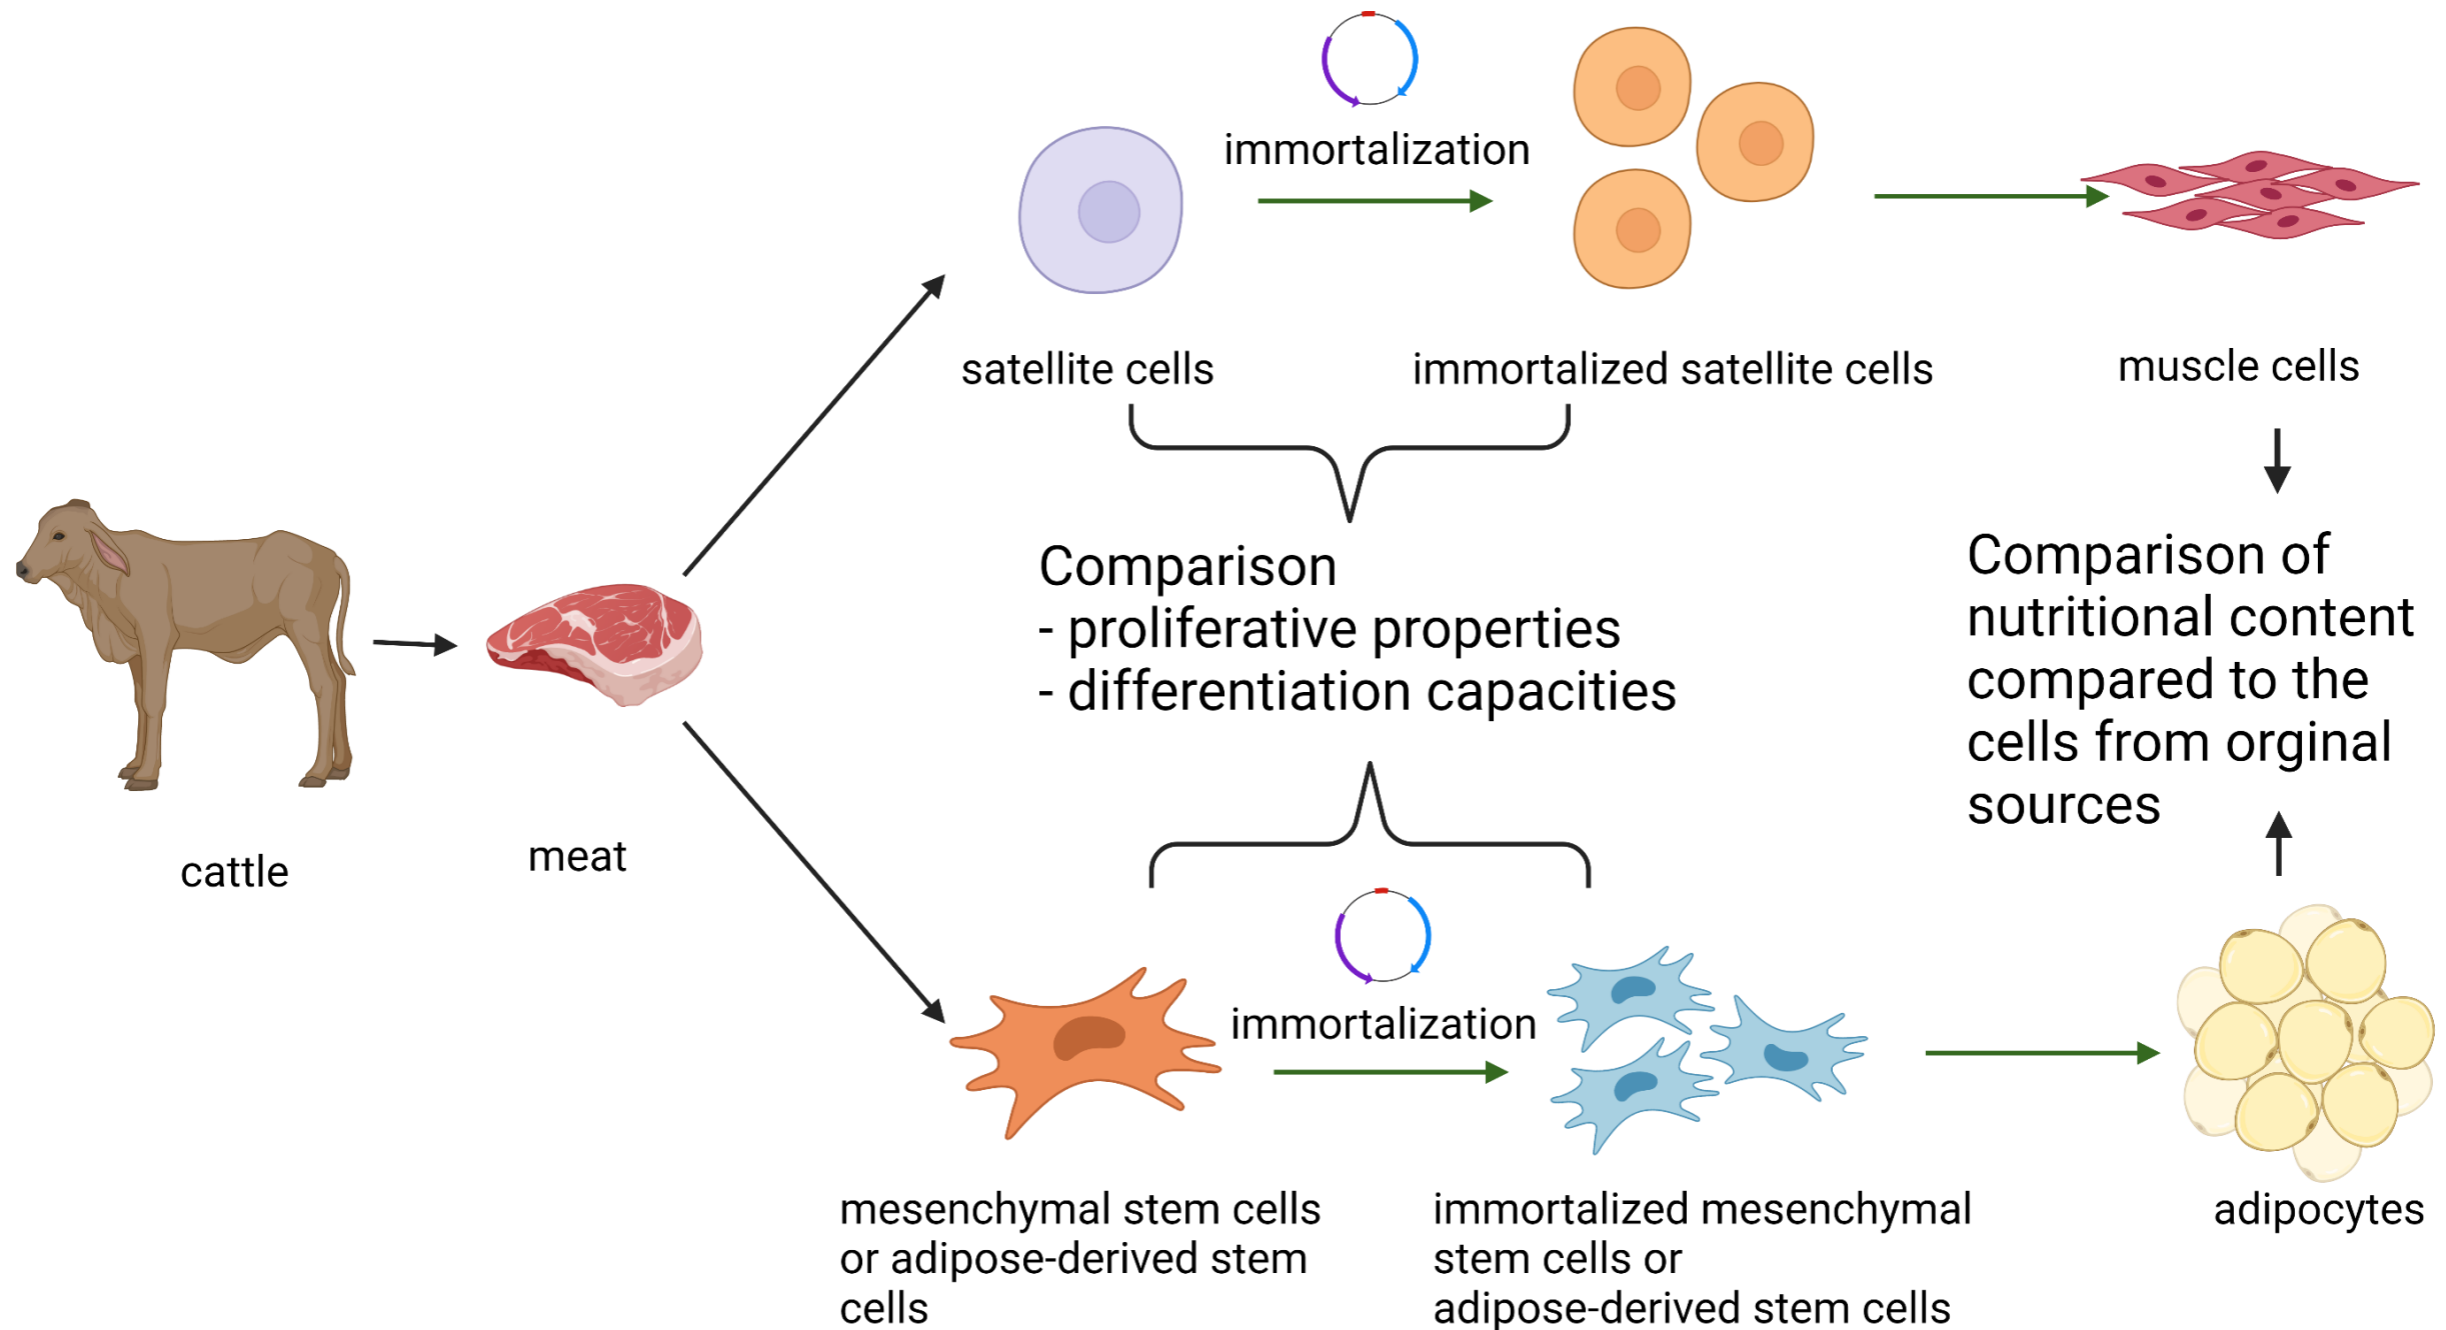 immortalization
satellite cells
immortalized satellite cells
muscle cells
cattle
meat
Comparison
- proliferative properties
- differentiation capacities
Comparison of
nutritional content
compared to the
cells from orginal
sources
immortalization
mesenchymal stem cells
or adipose-derived stem
cells
immortalized mesenchymal
stem cells or
adipose-derived stem cells
adipocytes